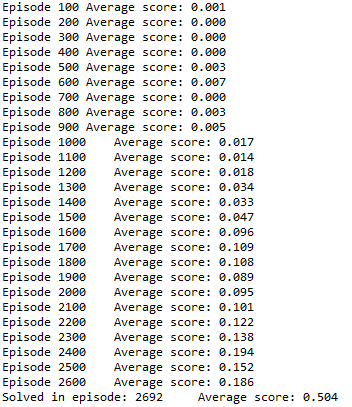 Episode 100 Average score: 0.001
Episode 200 Average score: 0.000
Episode 300 Average score: 0.000
Episode 400 Average score: 0.000
Episode 500 Average score: 0.003
Episode 600 Average score: 0.007
Episode 700 Average score: 0.000
Episode 800 Average score: 0.003
Episode 900 Average score: 0.005
Episode 1000    Average score: 0.017
Episode 1100    Average score: 0.014
Episode 1200    Average score: 0.018
Episode 1300    Average score: 0.034
Episode 1400    Average score: 0.033
Episode 1500    Average score: 0.047
Episode 1600    Average score: 0.096
Episode 1700    Average score: 0.109
Episode 1800    Average score: 0.108
Episode 1900    Average score: 0.089
Episode 2000    Average score: 0.095
Episode 2100    Average score: 0.101
Episode 2200    Average score: 0.122
Episode 2300    Average score: 0.138
Episode 2400    Average score: 0.194
Episode 2500    Average score: 0.152
Episode 2600    Average score: 0.186
Solved in episode: 2692     Average score: 0.504